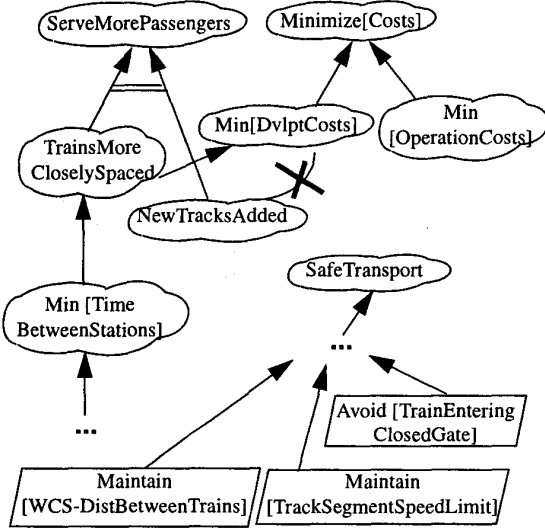 ServeMorePassengers
Minimize[Costs]
Min[DvlptCosts]
Min
[OperationCosts]
TrainsMore
CloselySpaced
NewTracksAdded
SafeTransport
Min [Time
BetweenStations]
...
...
Avoid [TrainEntering
ClosedGate]
Maintain
[WCS-DistBetweenTrains]
Maintain
[TrackSegmentSpeedLimit]